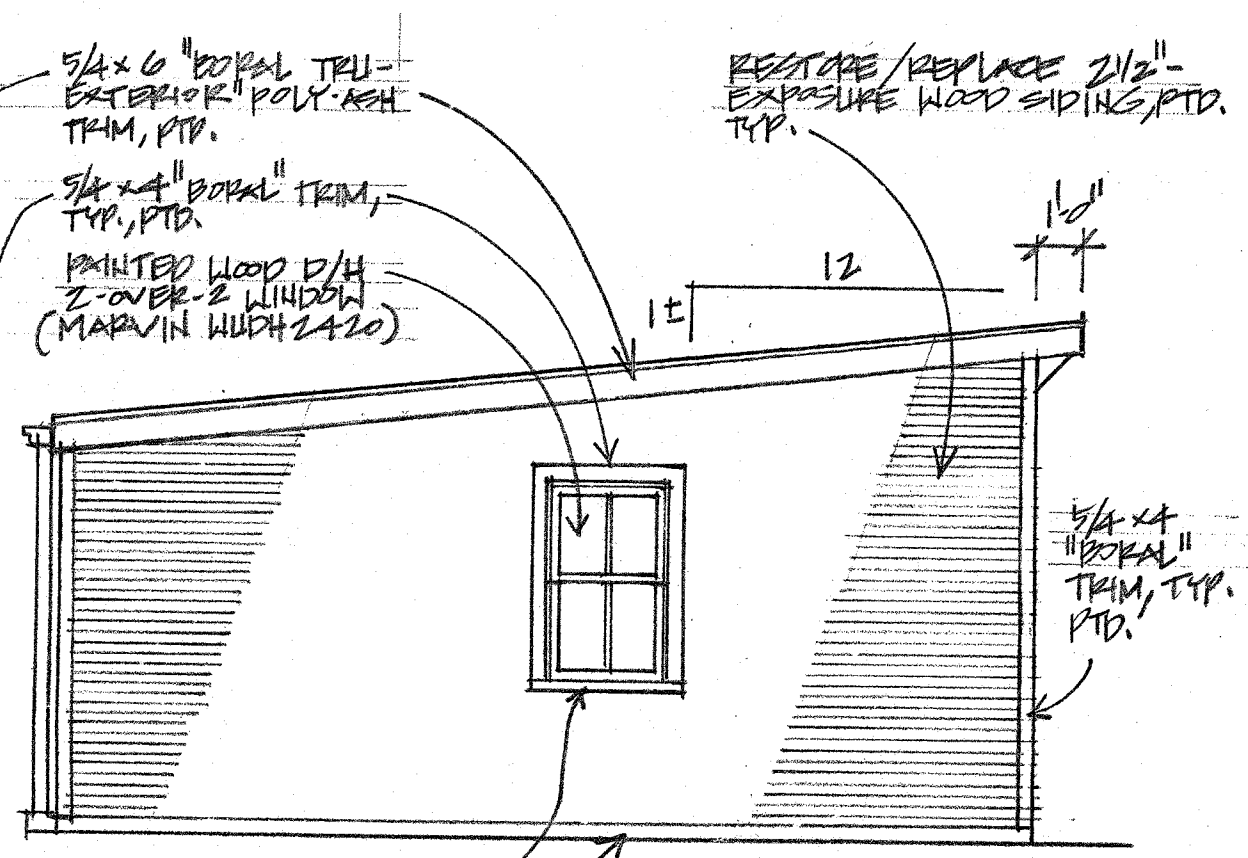 5/4 x 6 "BORAL TRU-
EXTERIOR" POLY-ASH
TRIM, PTD.
5/4 x 4 "BORAL" TRIM,
TYP., PTD.
PAINTED WOOD D/H
2-OVER-2 WINDOW
(MARVIN WUDH2420)
RESTORE/REPLACE 2 1/2"-
EXPOSURE WOOD SIDING, PTD.
TYP.
1'-0"
12
1±
5/4 x 4
"BORAL"
TRIM, TYP.
PTD.